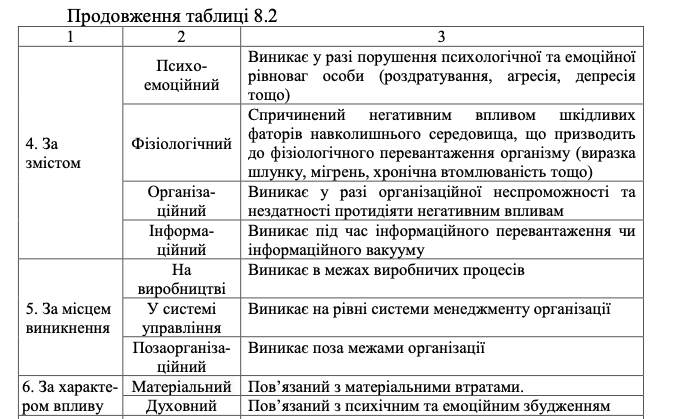 Продовження таблиці 8.2
1 2 3
4. За
змістом
Психо-
емоційний
Виникає у разі порушення психологічної та емоційної
рівноваг особи (роздратування, агресія, депресія
тощо)
Фізіологічний
Спричинений негативним впливом шкідливих
фаторів навколишнього середовища, що призводить
до фізіологічного перевантаження організму (виразка
шлунку, мігрень, хронічна втомлюваність тощо)
Організа-
ційний
Виникає у разі організаційної неспроможності та
нездатності протидіяти негативним впливам
Інформа-
ційний
Виникає під час інформаційного перевантаження чи
інформаційного вакууму
5. За місцем
виникнення
На
виробництві
Виникає в межах виробничих процесів
У системі
управління
Виникає на рівні системи менеджменту організації
Позаорганіза-
ційний
Виникає поза межами організації
6. За характе-
ром впливу
Матеріальний
Пов’язаний з матеріальними втратами.
Духовний
Пов’язаний з психічним та емоційним збудженням